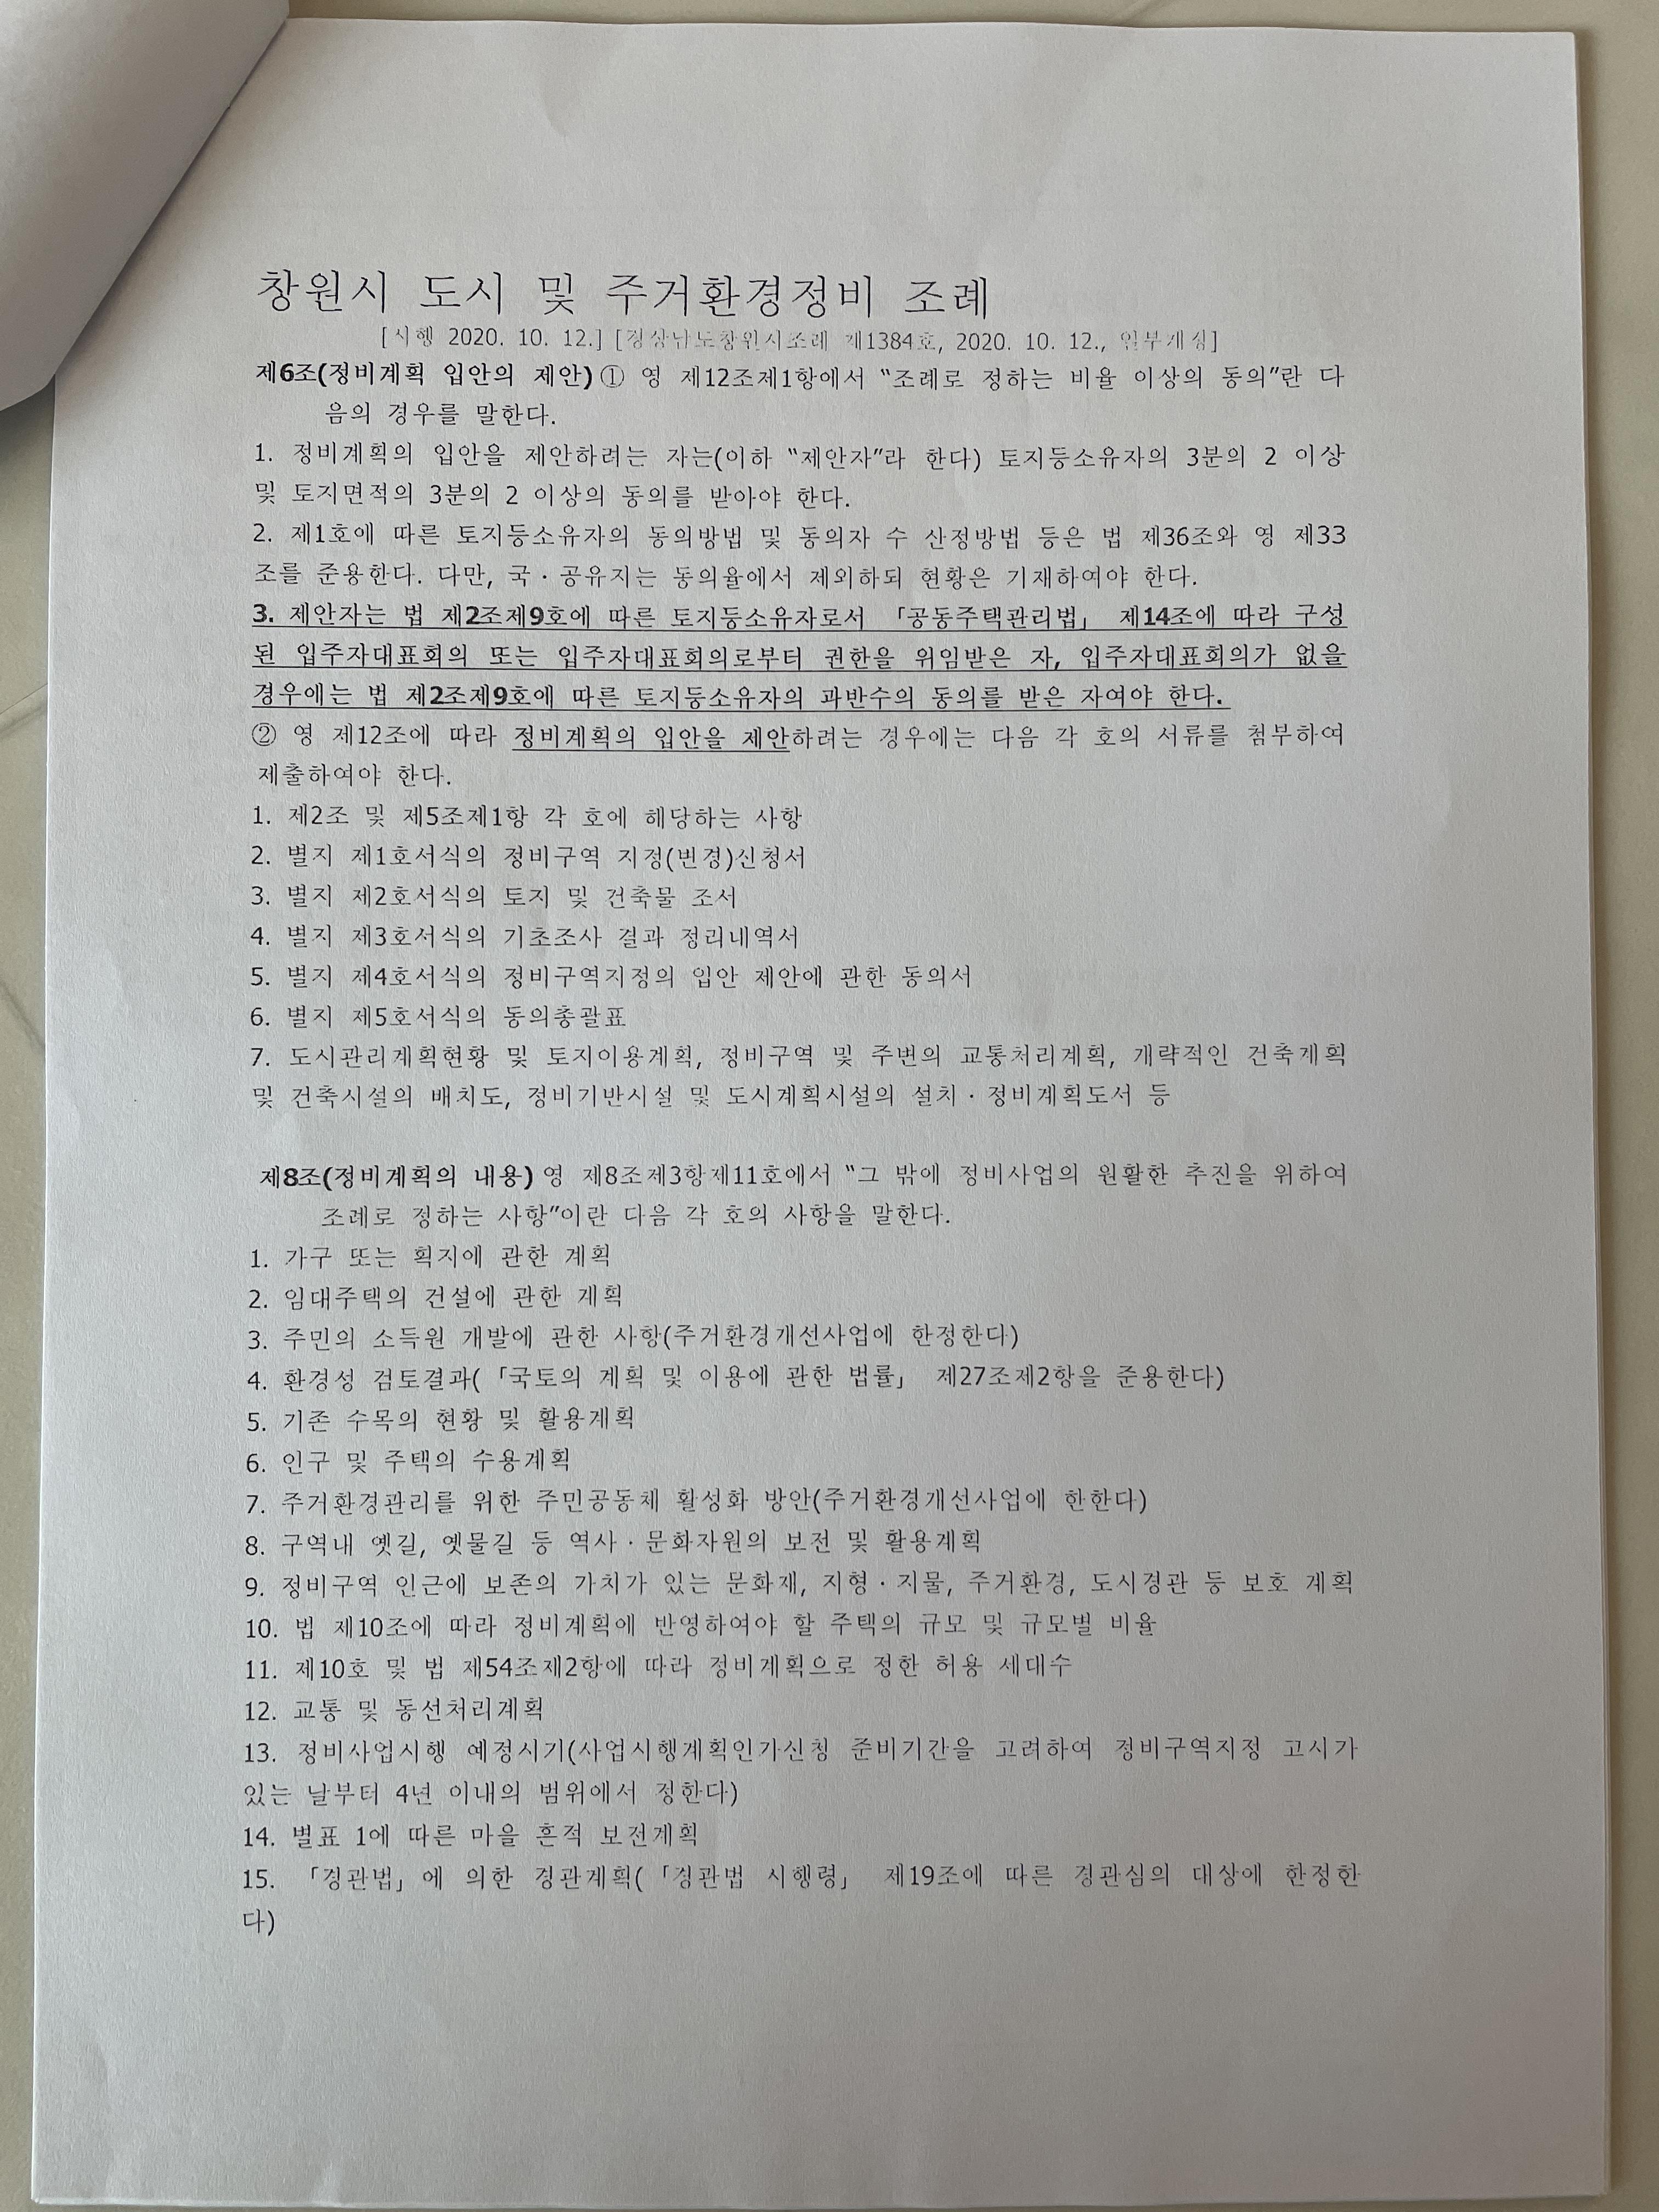 창원시 도시 및 주거환경정비 조례
[시행 2020. 10. 12.] [경상남도창원시조례 제1384호, 2020. 10. 12., 일부개정]
제6조(정비계획 입안의 제안) ① 영 제12조제1항에서 “조례로 정하는 비율 이상의 동의”란 다
음의 경우를 말한다.
1. 정비계획의 입안을 제안하려는 자는(이하 “제안자”라 한다) 토지등소유자의 3분의 2 이상
및 토지면적의 3분의 2 이상의 동의를 받아야 한다.
2. 제1호에 따른 토지등소유자의 동의방법 및 동의자 수 산정방법 등은 법 제36조와 영 제33
조를 준용한다. 다만, 국·공유지는 동의율에서 제외하되 현황은 기재하여야 한다.
3. 제안자는 법 제2조제9호에 따른 토지등소유자로서 「공동주택관리법」 제14조에 따라 구성
된 입주자대표회의 또는 입주자대표회의로부터 권한을 위임받은 자, 입주자대표회의가 없을
경우에는 법 제2조제9호에 따른 토지등소유자의 과반수의 동의를 받은 자여야 한다.
② 영 제12조에 따라 정비계획의 입안을 제안하려는 경우에는 다음 각 호의 서류를 첨부하여
제출하여야 한다.
1. 제2조 및 제5조제1항 각 호에 해당하는 사항
2. 별지 제1호서식의 정비구역 지정(변경)신청서
3. 별지 제2호서식의 토지 및 건축물 조서
4. 별지 제3호서식의 기초조사 결과 정리내역서
5. 별지 제4호서식의 정비구역지정의 입안 제안에 관한 동의서
6. 별지 제5호서식의 동의총괄표
7. 도시관리계획현황 및 토지이용계획, 정비구역 및 주변의 교통처리계획, 개략적인 건축계획
및 건축시설의 배치도, 정비기반시설 및 도시계획시설의 설치·정비계획도서 등
제8조(정비계획의 내용) 영 제8조제3항제11호에서 “그 밖에 정비사업의 원활한 추진을 위하여
조례로 정하는 사항”이란 다음 각 호의 사항을 말한다.
1. 가구 또는 획지에 관한 계획
2. 임대주택의 건설에 관한 계획
3. 주민의 소득원 개발에 관한 사항(주거환경개선사업에 한정한다)
4. 환경성 검토결과(「국토의 계획 및 이용에 관한 법률」 제27조제2항을 준용한다)
5. 기존 수목의 현황 및 활용계획
6. 인구 및 주택의 수용계획
7. 주거환경관리를 위한 주민공동체 활성화 방안(주거환경개선사업에 한한다)
8. 구역내 옛길, 옛물길 등 역사·문화자원의 보전 및 활용계획
9. 정비구역 인근에 보존의 가치가 있는 문화재, 지형·지물, 주거환경, 도시경관 등 보호 계획
10. 법 제10조에 따라 정비계획에 반영하여야 할 주택의 규모 및 규모별 비율
11. 제10호 및 법 제54조제2항에 따라 정비계획으로 정한 허용 세대수
12. 교통 및 동선처리계획
13. 정비사업시행 예정시기(사업시행계획인가신청 준비기간을 고려하여 정비구역지정 고시가
있는 날부터 4년 이내의 범위에서 정한다)
14. 별표 1에 따른 마을 흔적 보전계획
15. 「경관법」에 의한 경관계획(「경관법 시행령」 제19조에 따른 경관심의 대상에 한정한
다)